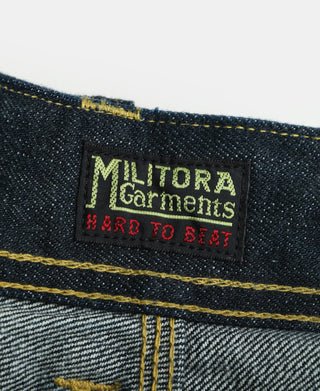 MILITORA
Garments
HARD TO BEAT